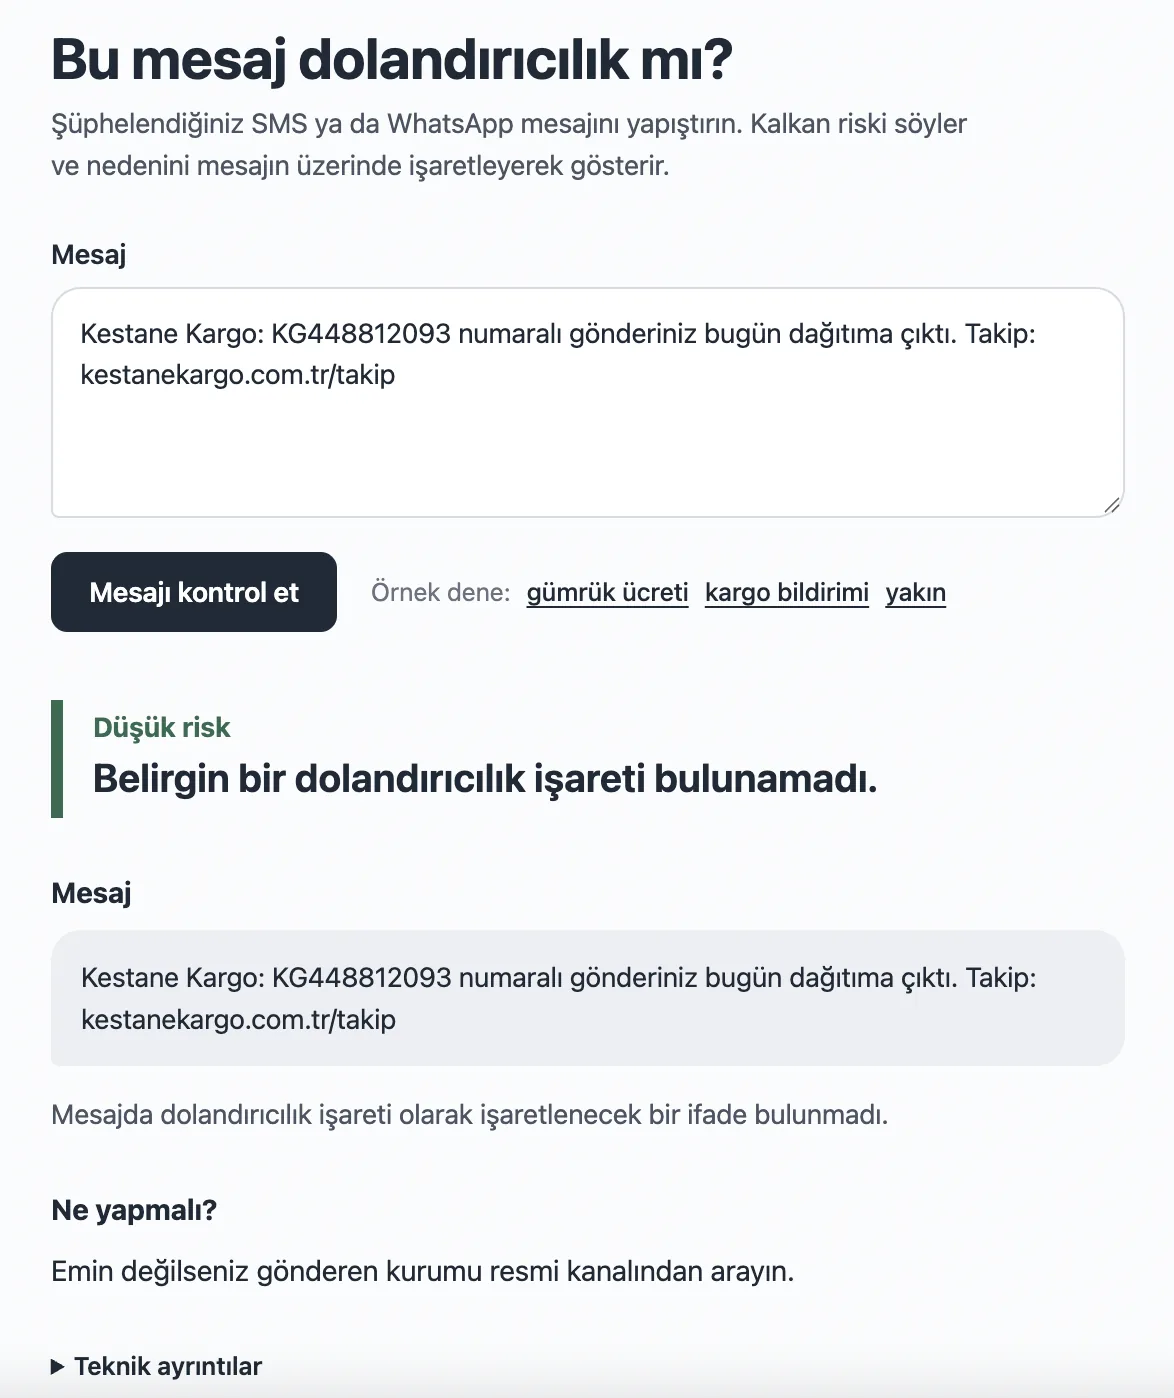 Bu mesaj dolandırıcılık mı?
Şüphelendiğiniz SMS ya da WhatsApp mesajını yapıştırın. Kalkan riski söyler
ve nedenini mesajın üzerinde işaretleyerek gösterir.
Mesaj
Kestane Kargo: KG448812093 numaralı gönderiniz bugün dağıtıma çıktı. Takip:
kestanekargo.com.tr/takip
Mesajı kontrol et Örnek dene: gümrük ücreti kargo bildirimi yakın
Düşük risk
Belirgin bir dolandırıcılık işareti bulunamadı.
Mesaj
Kestane Kargo: KG448812093 numaralı gönderiniz bugün dağıtıma çıktı. Takip:
kestanekargo.com.tr/takip
Mesajda dolandırıcılık işareti olarak işaretlenecek bir ifade bulunmadı.
Ne yapmalı?
Emin değilseniz gönderen kurumu resmi kanalından arayın.
Teknik ayrıntılar